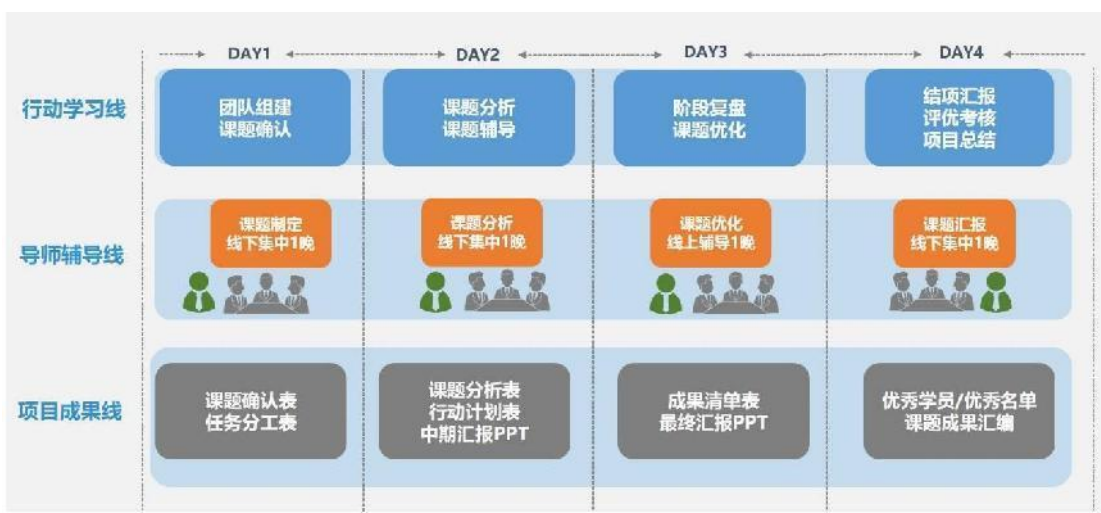 DAY1
DAY2
DAY3
DAY4
行动学习线
团队组建
课题确认
课题分析
课题辅导
阶段复盘
课题优化
结项汇报
评优考核
项目总结
导师辅导线
课题制定
线下集中1晚
课题分析
线下集中1晚
课题优化
线上辅导1晚
课题汇报
线下集中1晚
项目成果线
课题确认表
任务分工表
课题分析表
行动计划表
中期汇报PPT
成果清单表
最终汇报PPT
优秀学员/优秀名单
课题成果汇编